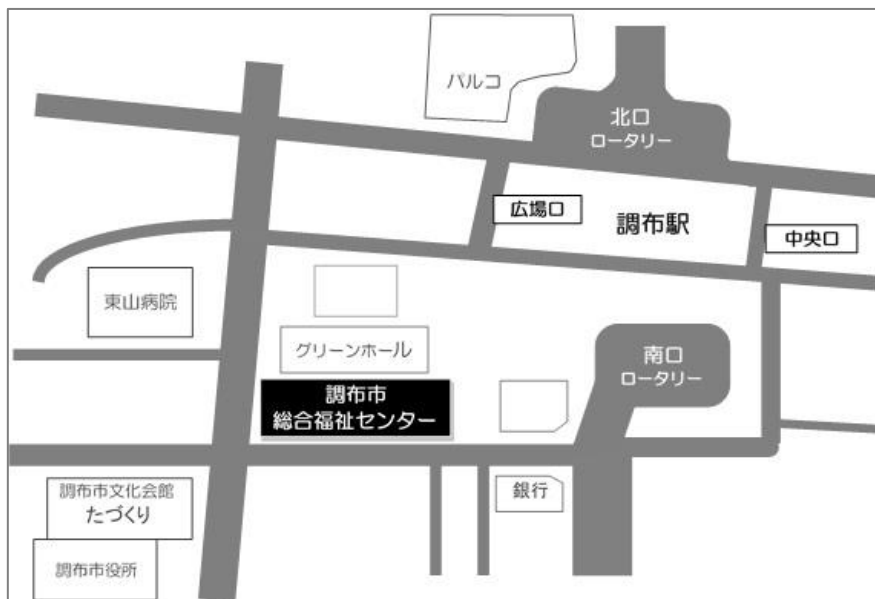 パルコ
北口
ロータリー
広場口
調布駅
中央口
東山病院
グリーンホール
南口
ロータリー
調布市
総合福祉センター
調布市文化会館
たづくり
銀行
調布市役所